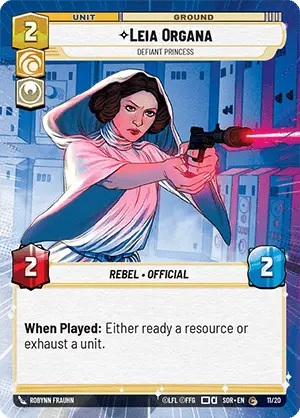 UNIT
GROUND
2
✧LEIA ORGANA
DEFIANT PRINCESS
2
REBEL • OFFICIAL
2
When Played: Either ready a resource or
exhaust a unit.
ROBYNN FRAUHN
©LFL ©FFG
SOR • EN
C
11/20